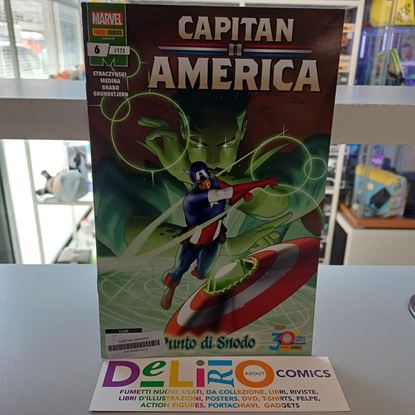 MARVEL
PANINI COMICS
6
#173
STRACZYNSKI
MEDINA
BRABO
GRUNDETJERN
CAPITAN
AMERICA
Punto di Snodo
30
DeLiRiO ABOUT COMICS
FUMETTI NUOVI, USATI, DA COLLEZIONE, LIBRI, RIVISTE,
LIBRI D'ILLUSTRAZIONI, POSTERS, DVD, T-SHIRTS, FELPE,
ACTION FIGURES, PORTACHIAVI, GADGETS